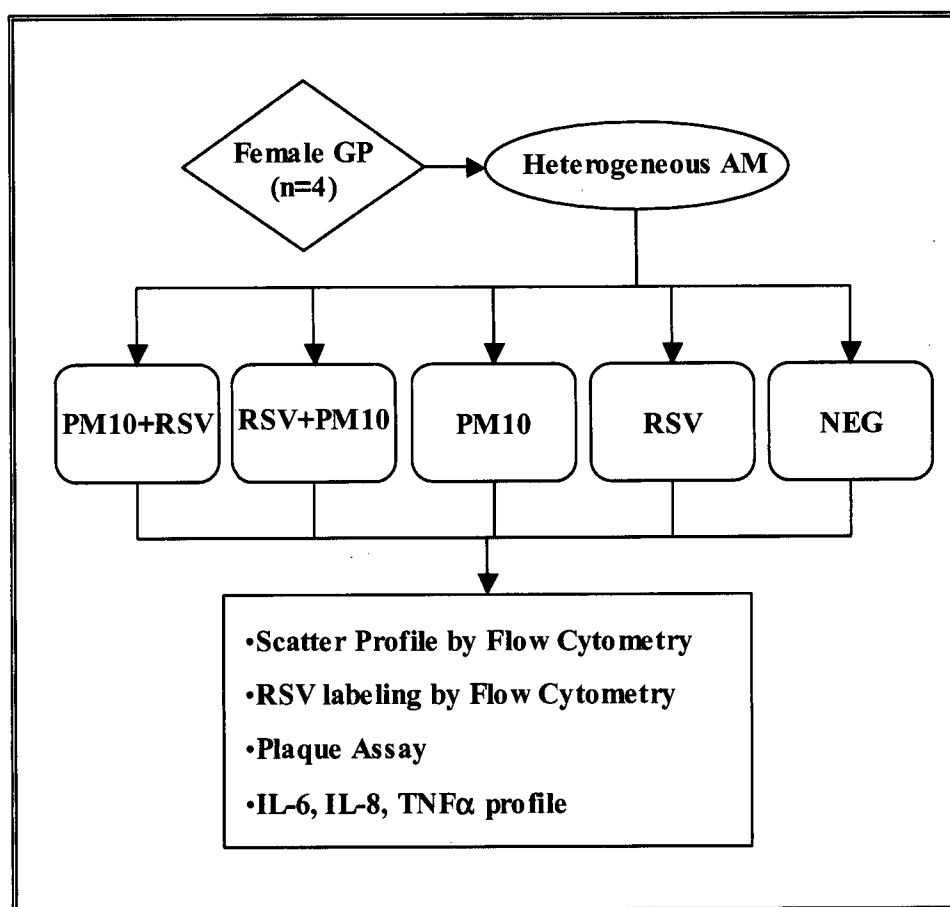 Female GP
(n=4)
Heterogeneous AM
PM10+RSV
RSV+PM10
PM10
RSV
NEG
•Scatter Profile by Flow Cytometry
•RSV labeling by Flow Cytometry
•Plaque Assay
•IL-6, IL-8, TNFα profile